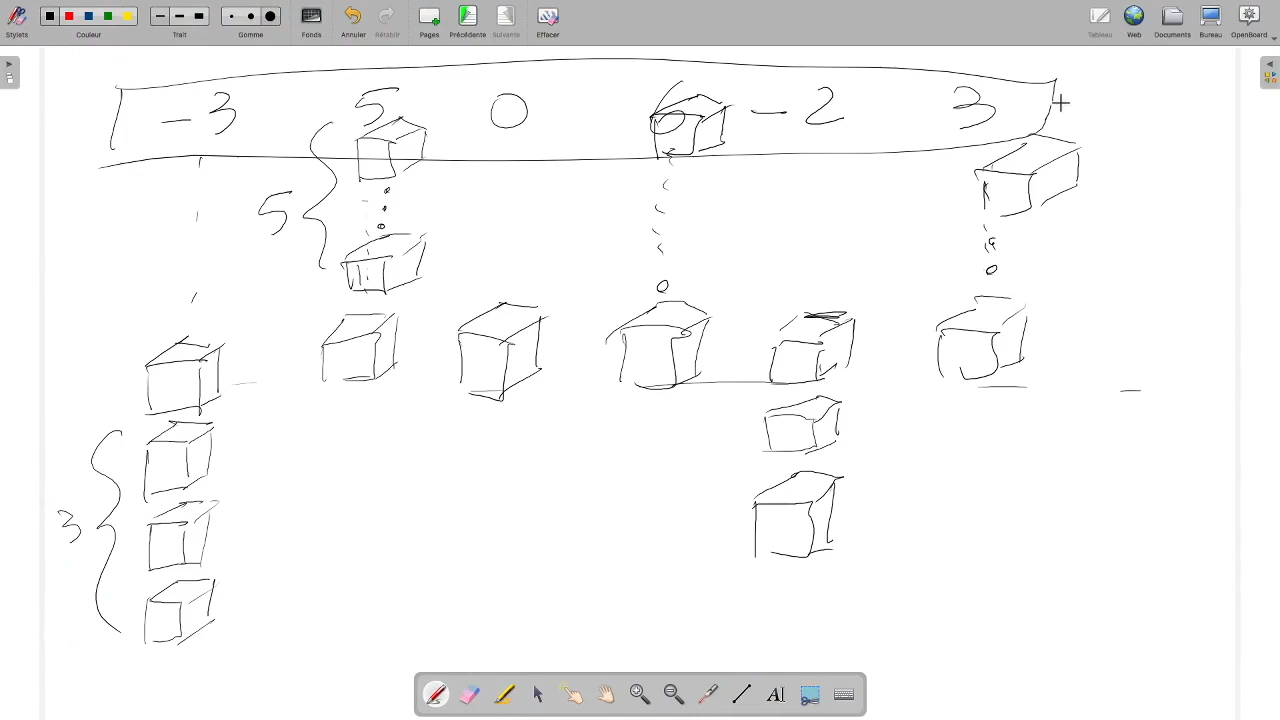 Stylets Couleur Trait Gomme Fonds Annuler Rétablir Pages Précédente Suivante Effacer Tableau Web Documents Bureau OpenBoard
-3 5 0 6 -2 3
5
3